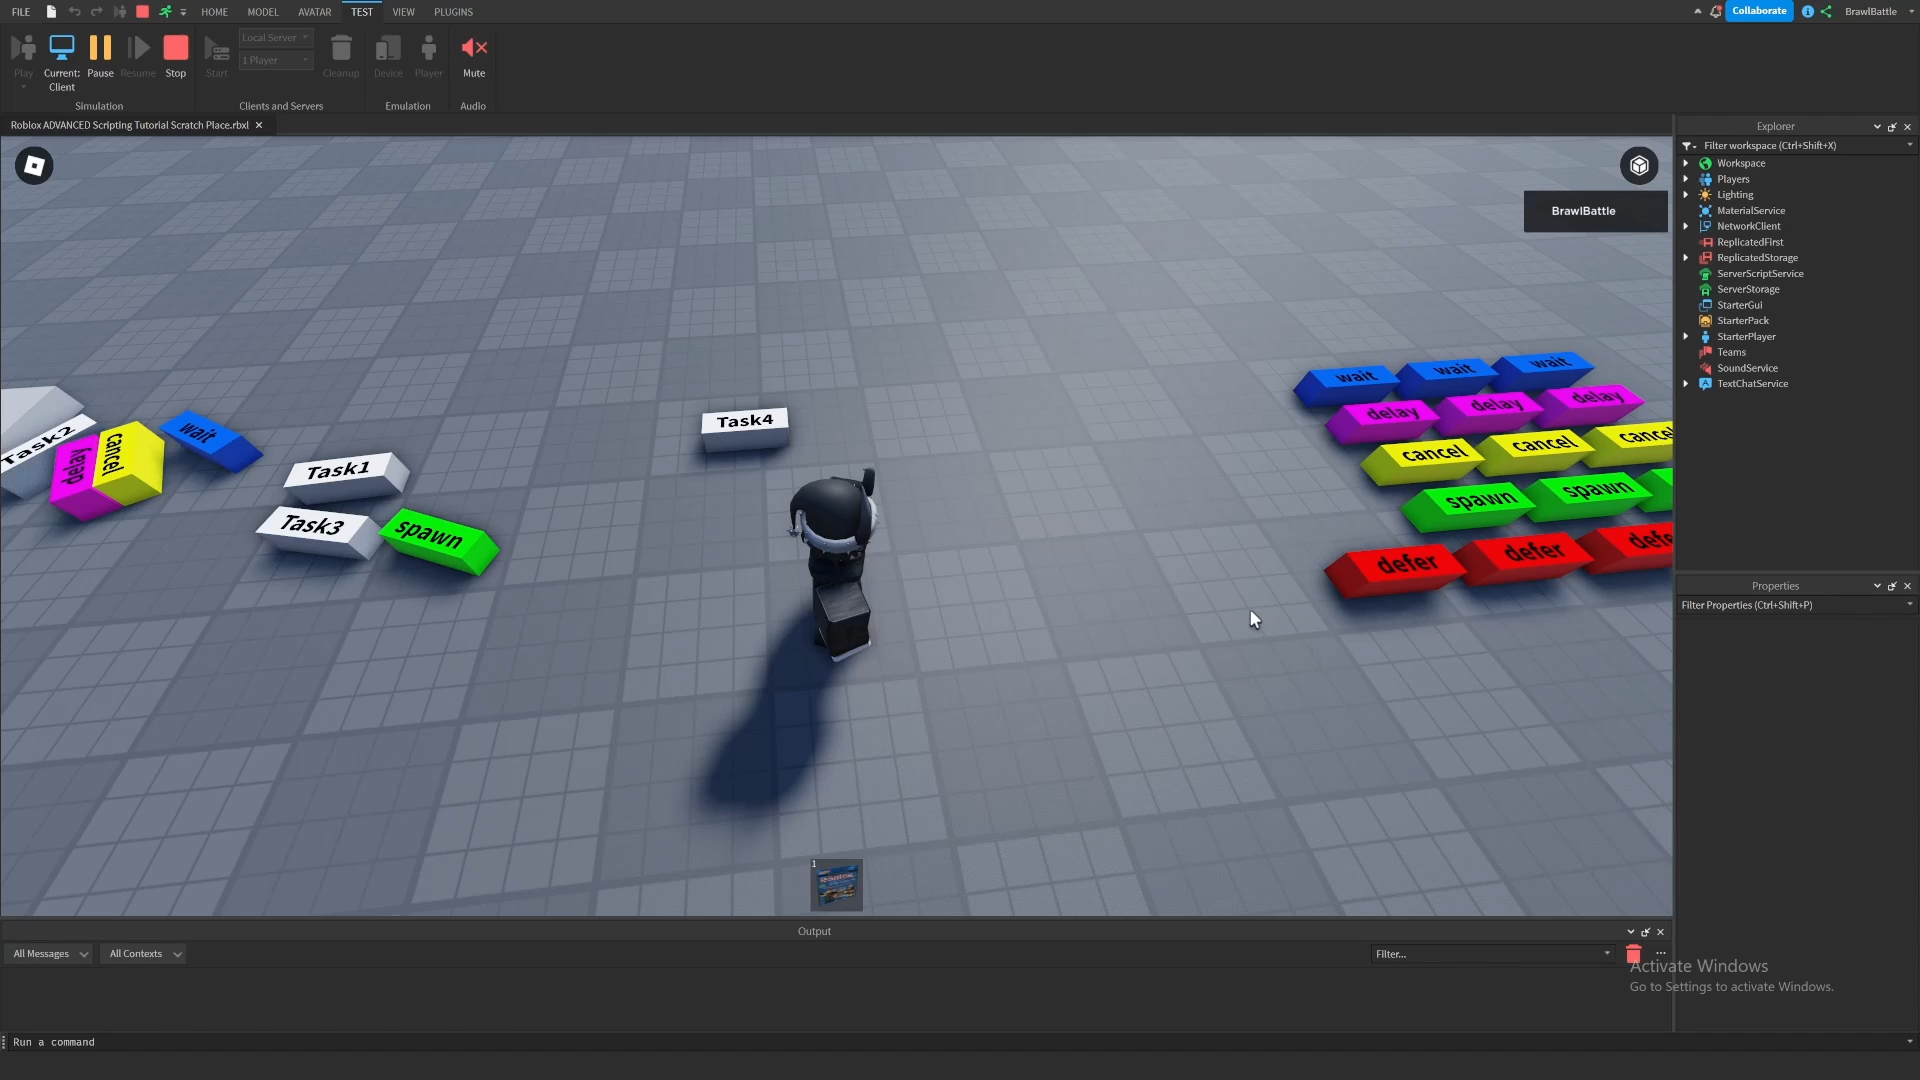 FILE HOME MODEL AVATAR TEST VIEW PLUGINS Collaborate BrawlBattle
Play Current: Client Pause Resume Stop Start Local Server 1 Player Cleanup Device Player Mute
Simulation Clients and Servers Emulation Audio
Roblox ADVANCED Scripting Tutorial Scratch Place.rbxl
BrawlBattle
wait wait wait
delay delay delay
cancel cancel cancel
spawn spawn
defer defer
Task4
Task2
delay
cancel
wait
Task1
Task3
spawn
1
Explorer
Filter workspace (Ctrl+Shift+X)
Workspace
Players
Lighting
MaterialService
NetworkClient
ReplicatedFirst
ReplicatedStorage
ServerScriptService
ServerStorage
StarterGui
StarterPack
StarterPlayer
Teams
SoundService
TextChatService
Properties
Filter Properties (Ctrl+Shift+P)
Output
All Messages All Contexts Filter...
Activate Windows
Go to Settings to activate Windows.
Run a command